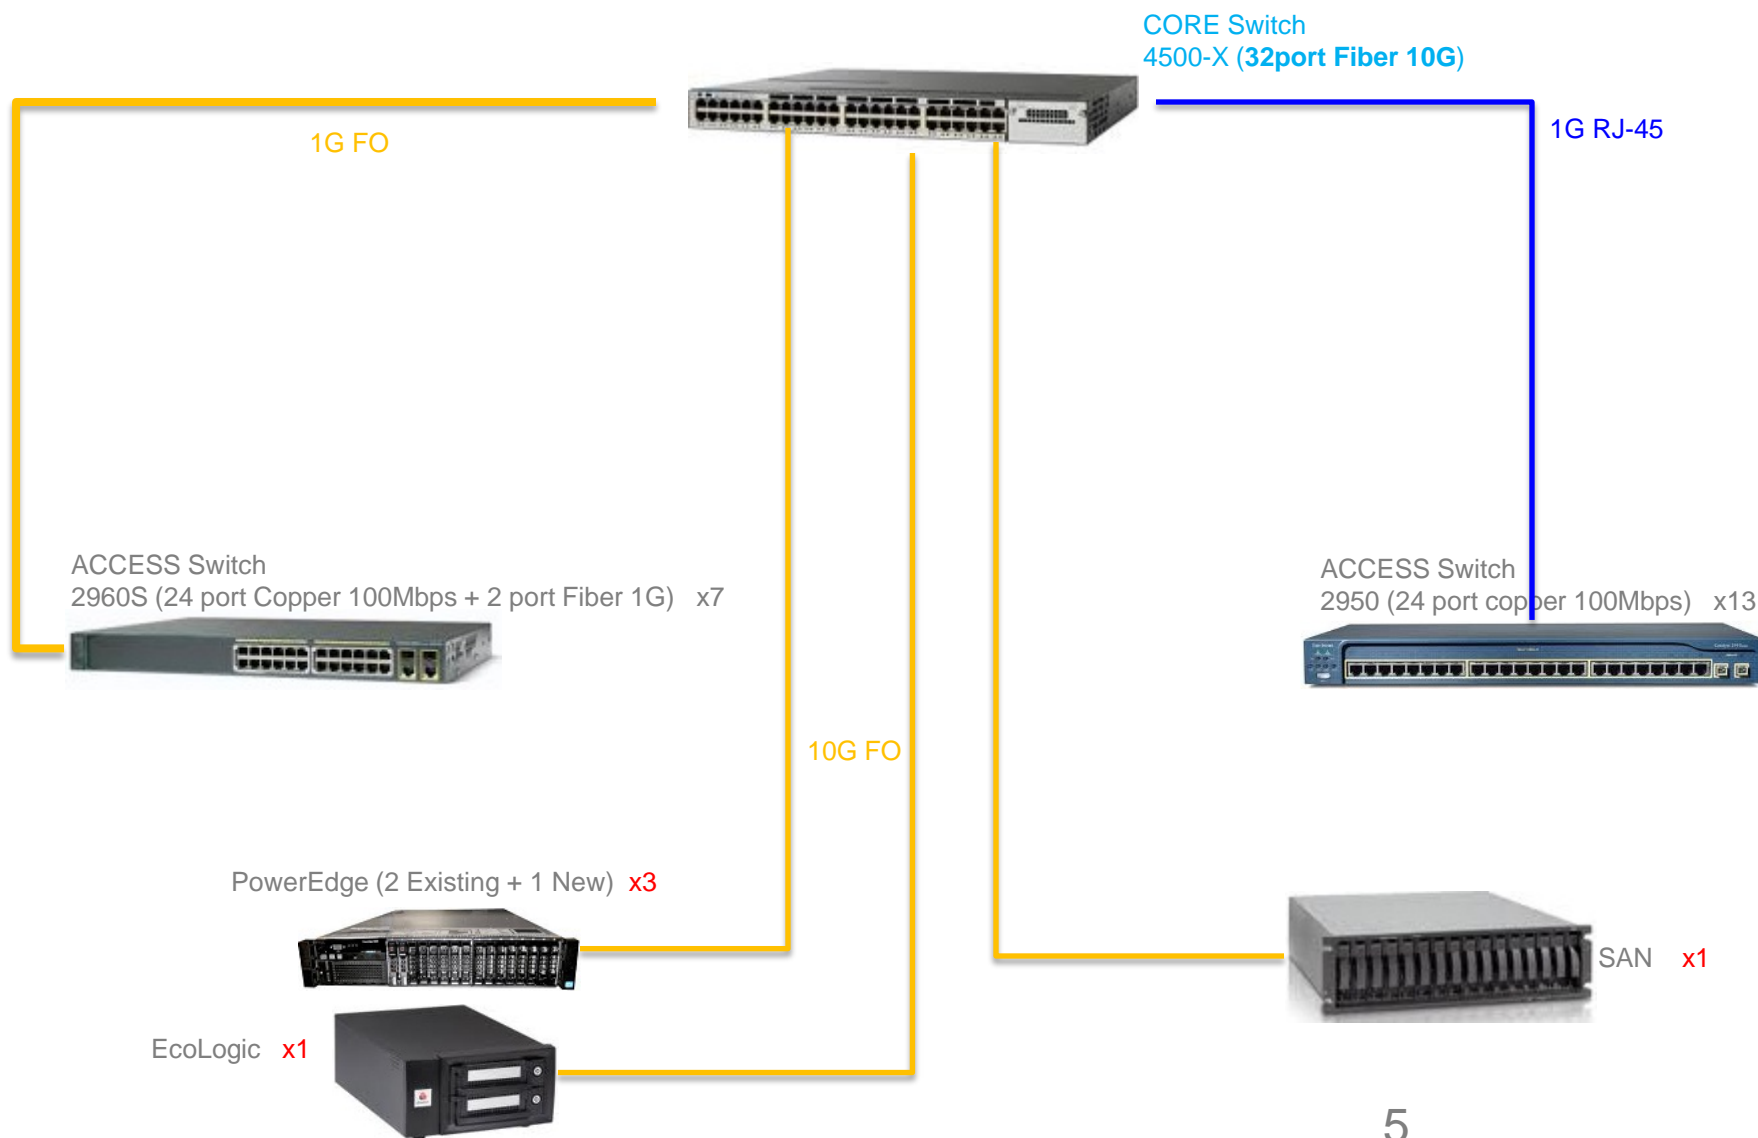 CORE Switch
4500-X (32port Fiber 10G)
1G FO
1G RJ-45
ACCESS Switch
2960S (24 port Copper 100Mbps + 2 port Fiber 1G) x7
ACCESS Switch
2950 (24 port copper 100Mbps) x13
10G FO
PowerEdge (2 Existing + 1 New) x3
SAN x1
EcoLogic x1
5